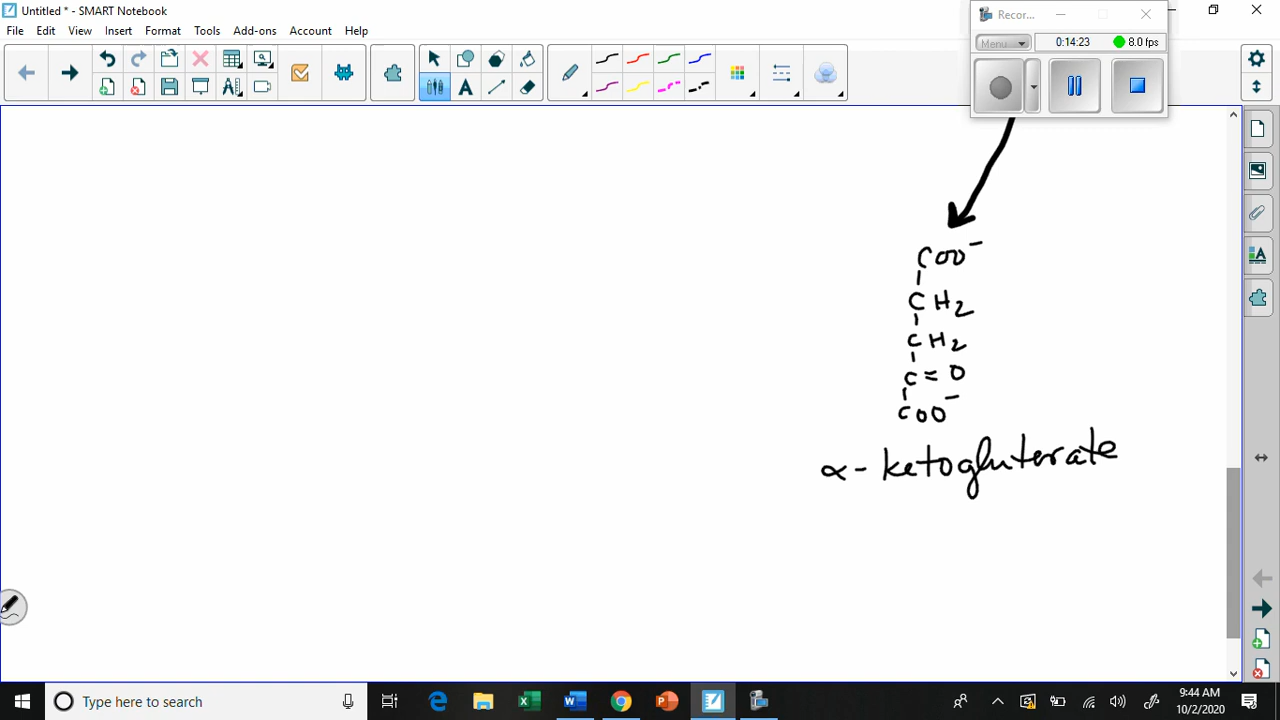 Untitled * - SMART Notebook
Recor...
File Edit View Insert Format Tools Add-ons Account Help
Menu 0:14:23 8.0 fps
COO⁻
CH2
CH2
C=O
COO⁻
α-ketogluterate
Type here to search
9:44 AM
10/2/2020